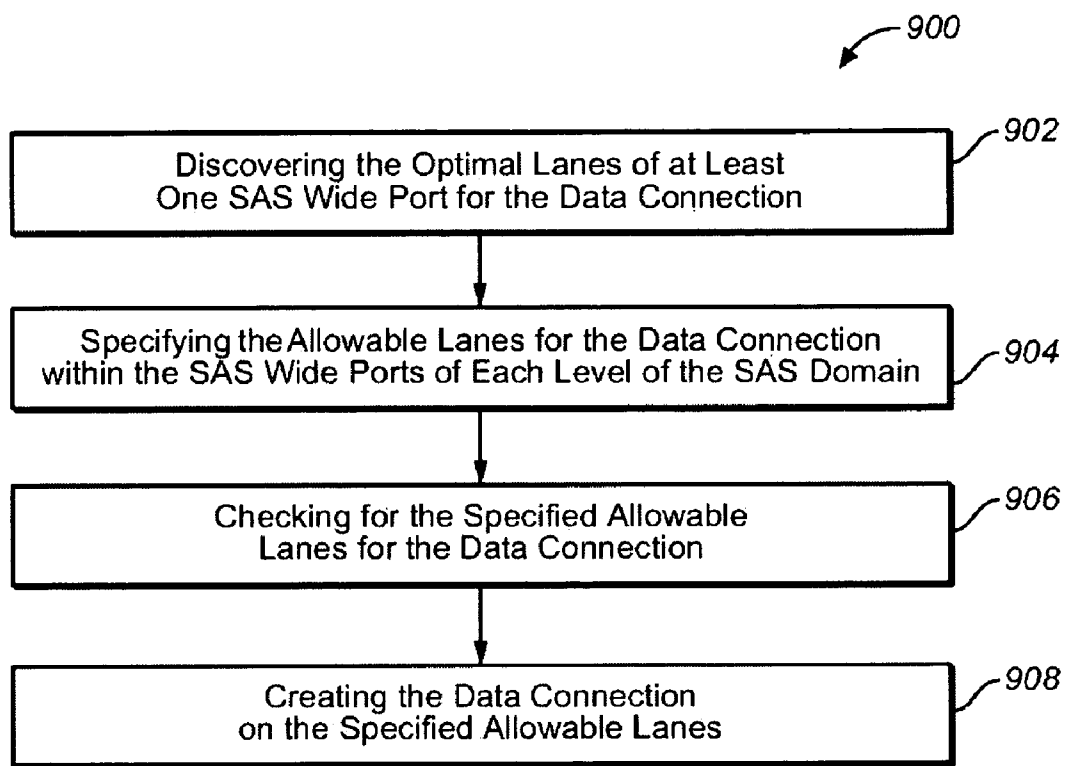 900
902
Discovering the Optimal Lanes of at Least
One SAS Wide Port for the Data Connection
Specifying the Allowable Lanes for the Data Connection
within the SAS Wide Ports of Each Level of the SAS Domain
904
Checking for the Specified Allowable
Lanes for the Data Connection
906
Creating the Data Connection
on the Specified Allowable Lanes
908